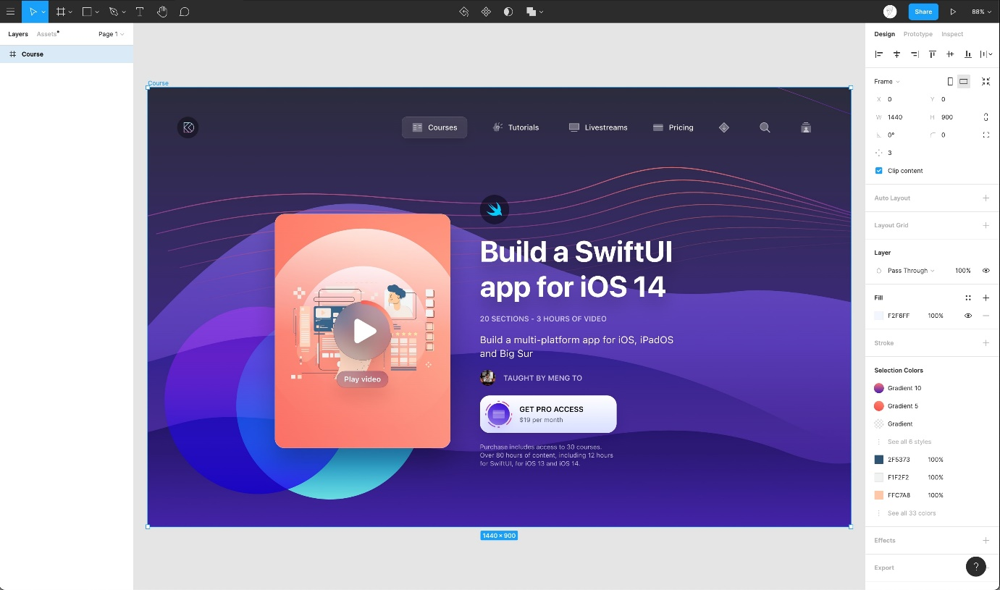 Share
88%
Layers
Assets
Page 1
Course
Course
Courses
Tutorials
Livestreams
Pricing
Build a SwiftUI
app for iOS 14
20 SECTIONS - 3 HOURS OF VIDEO
Build a multi-platform app for iOS, iPadOS
and Big Sur
TAUGHT BY MENG TO
Play video
GET PRO ACCESS
$19 per month
Purchase includes access to 30 courses.
Over 80 hours of content, including 12 hours
for SwiftUI, for iOS 13 and iOS 14.
1440 × 900
Design
Prototype
Inspect
Frame
X 0
Y 0
W 1440
H 900
0°
0
3
Clip content
Auto Layout
Layout Grid
Layer
Pass Through
100%
Fill
F2F6FF 100%
Stroke
Selection Colors
Gradient 10
Gradient 5
Gradient
See all 6 styles
2F5373 100%
F1F2F2 100%
FFC7A8 100%
See all 33 colors
Effects
Export
?